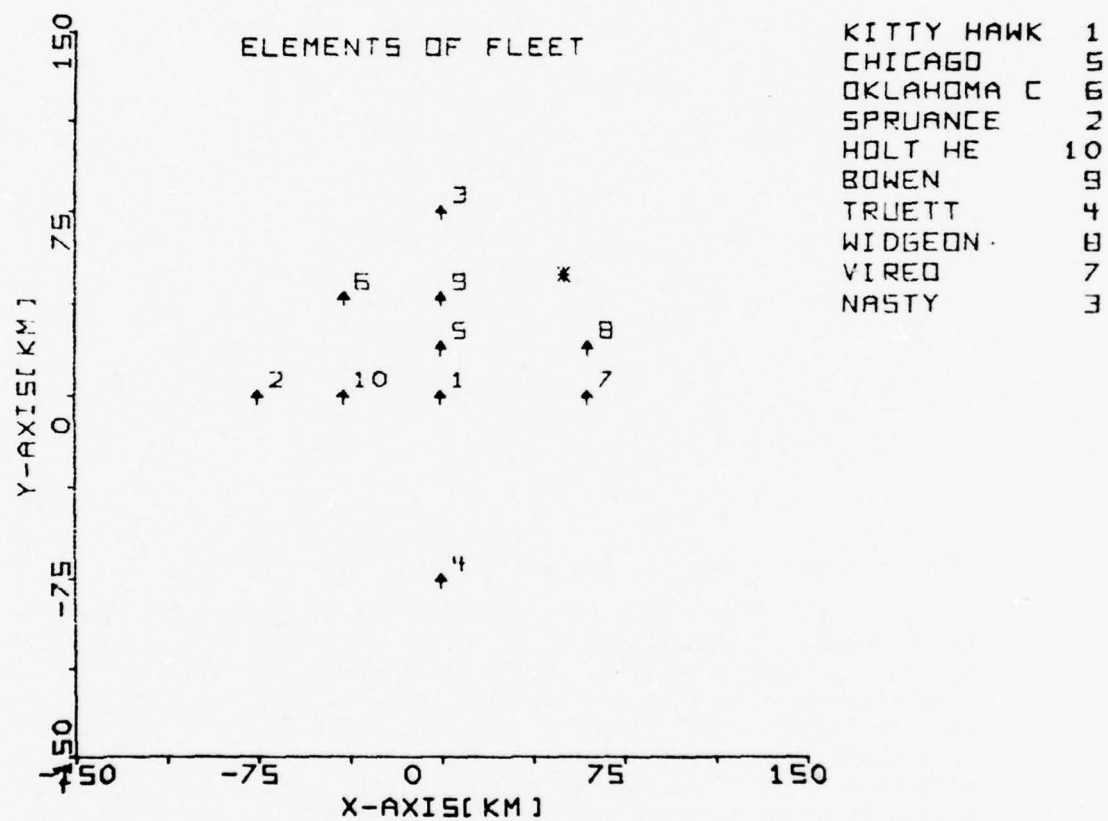 ELEMENTS OF FLEET
KITTY HAWK 1
CHICAGO 5
OKLAHOMA C 6
SPRUANCE 2
HOLT HE 10
BOWEN 9
TRUETT 4
WIDGEON 8
VIREO 7
NASTY 3
150
75
0
-75
-150
Y-AXIS[KM]
3
6 9
5 8
2 10 1 7
4
-150 -75 0 75 150
X-AXIS[KM]